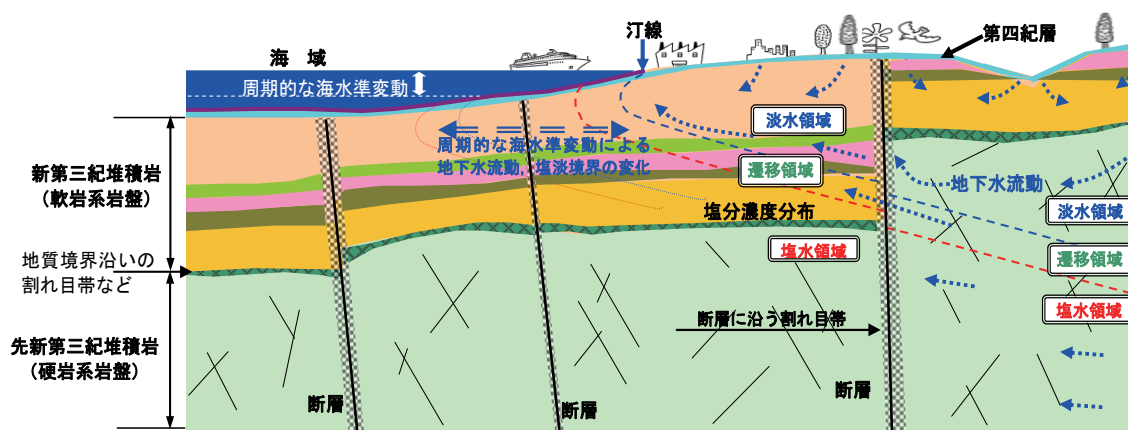 海 域
汀線
第四紀層
周期的な海水準変動
淡水領域
周期的な海水準変動による
地下水流動，塩淡境界の変化
遷移領域
地下水流動
新第三紀堆積岩
(軟岩系岩盤)
塩分濃度分布
淡水領域
塩水領域
遷移領域
地質境界沿いの
割れ目帯など
塩水領域
断層に沿う割れ目帯
先新第三紀堆積岩
(硬岩系岩盤)
断層
断層
断層